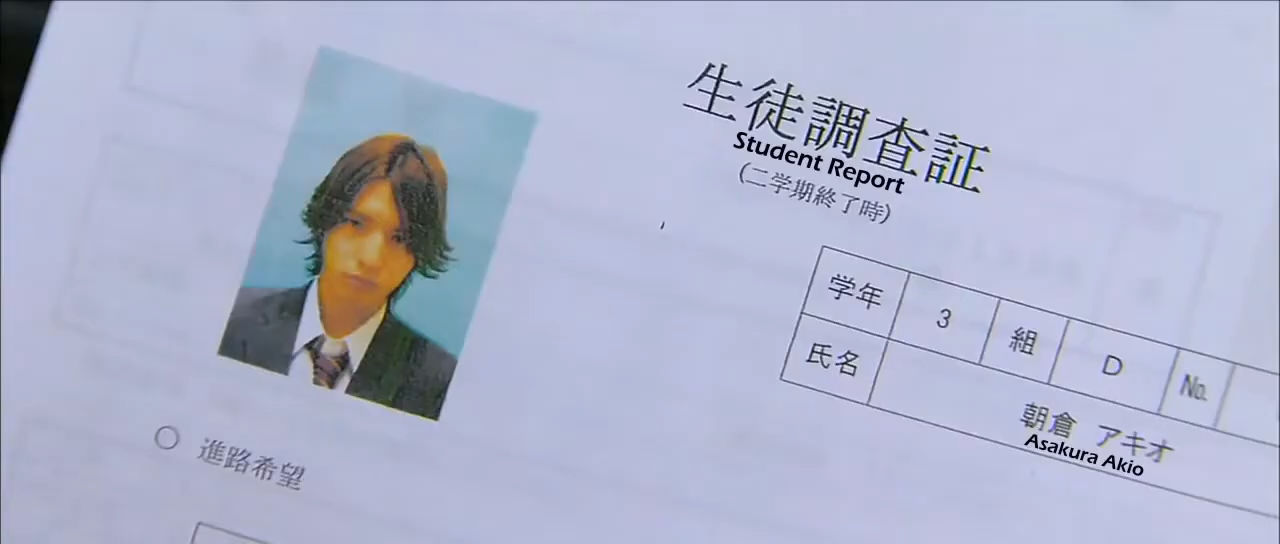 生徒調査証
Student Report
(二学期終了時)
学年 3 組 D No.
氏名 朝倉 アキオ
Asakura Akio
○ 進路希望